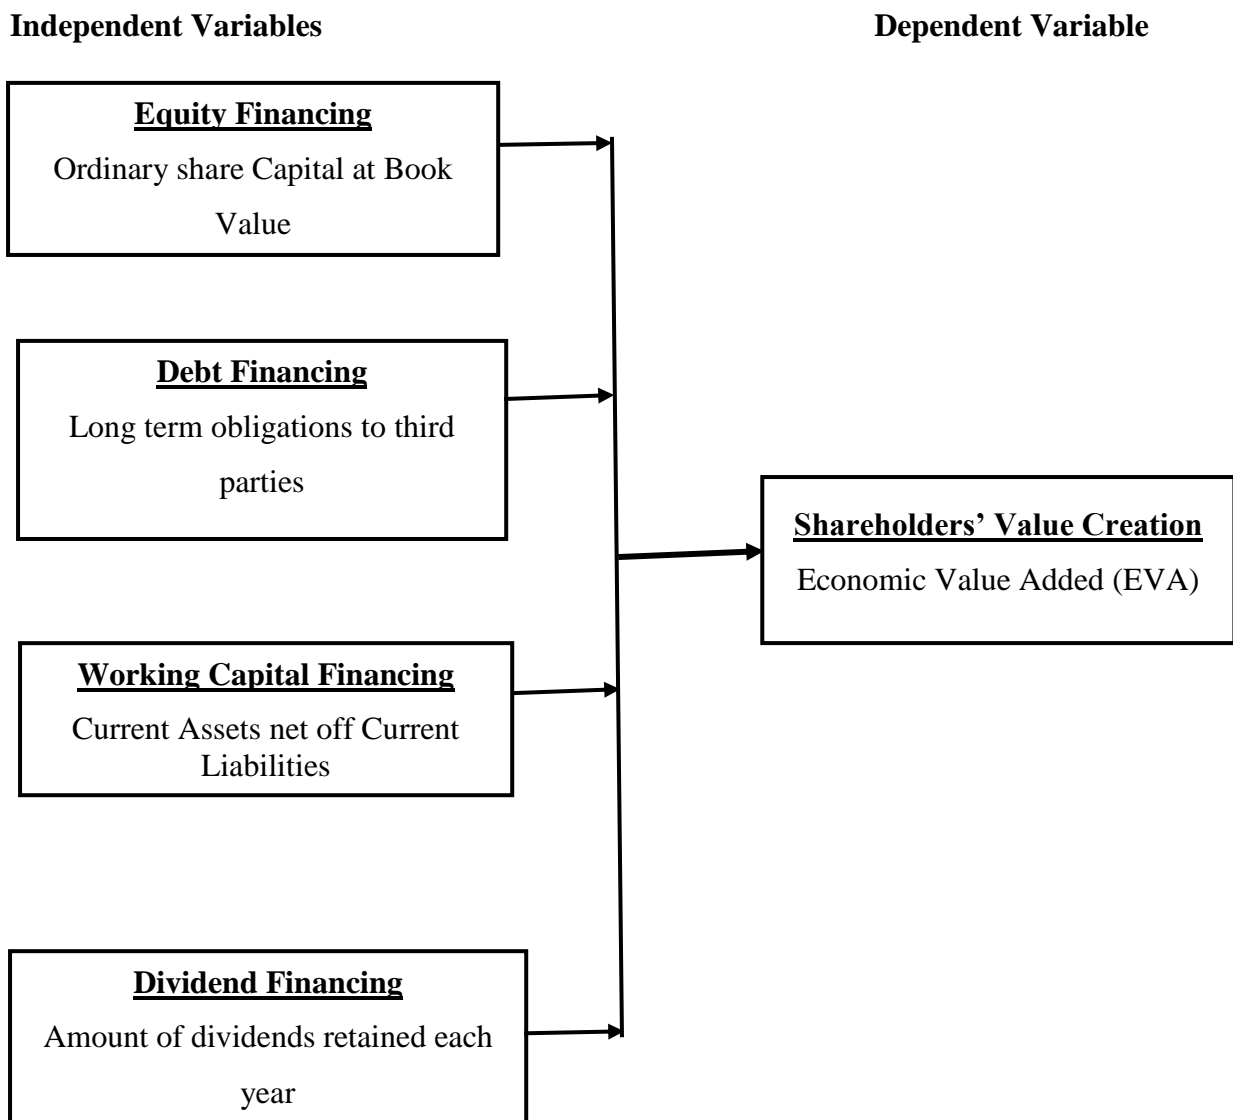 Independent Variables
Dependent Variable
Equity Financing
Ordinary share Capital at Book
Value
Debt Financing
Long term obligations to third
parties
Shareholders’ Value Creation
Economic Value Added (EVA)
Working Capital Financing
Current Assets net off Current
Liabilities
Dividend Financing
Amount of dividends retained each
year